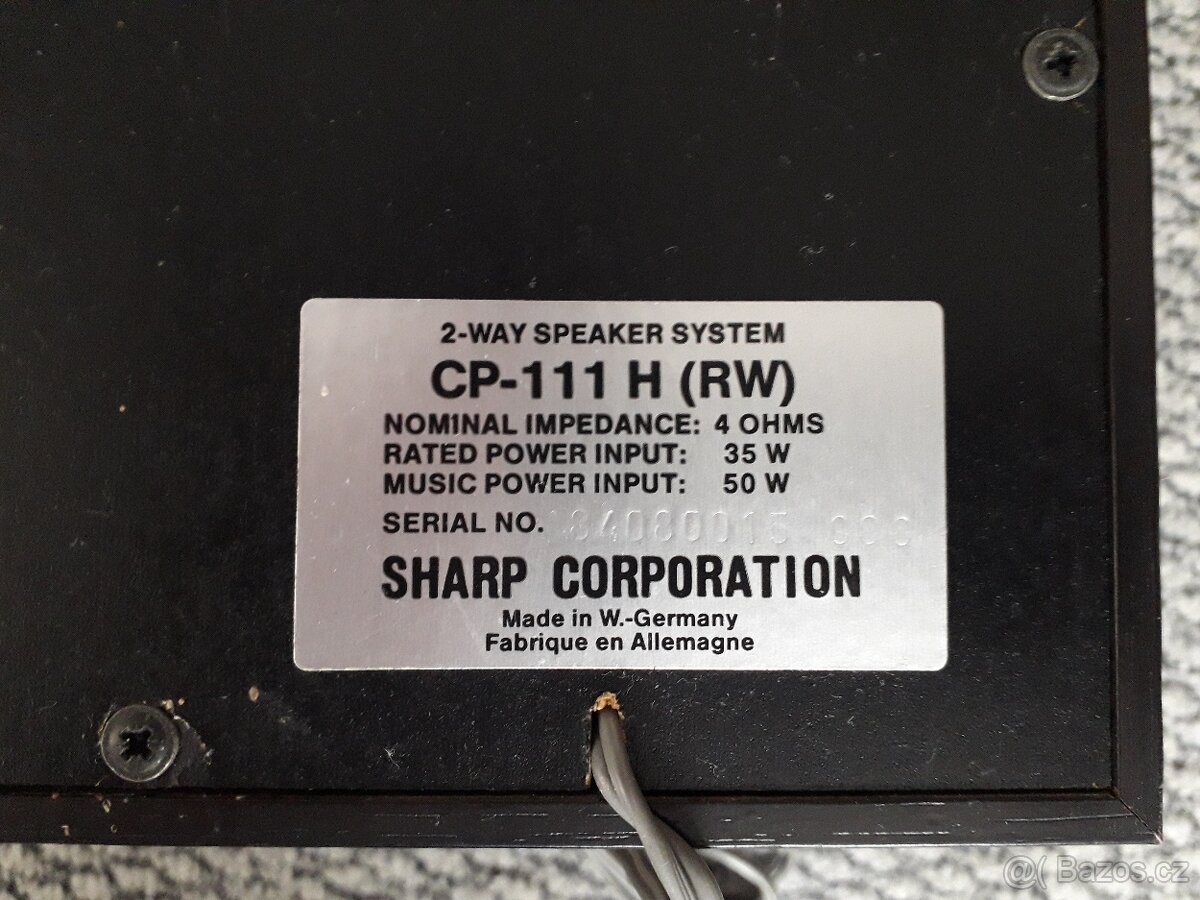 2-WAY SPEAKER SYSTEM
CP-111 H (RW)
NOMINAL IMPEDANCE: 4 OHMS
RATED POWER INPUT: 35 W
MUSIC POWER INPUT: 50 W
SERIAL NO.
SHARP CORPORATION
Made in W.-Germany
Fabrique en Allemagne
@( Bazos.cz